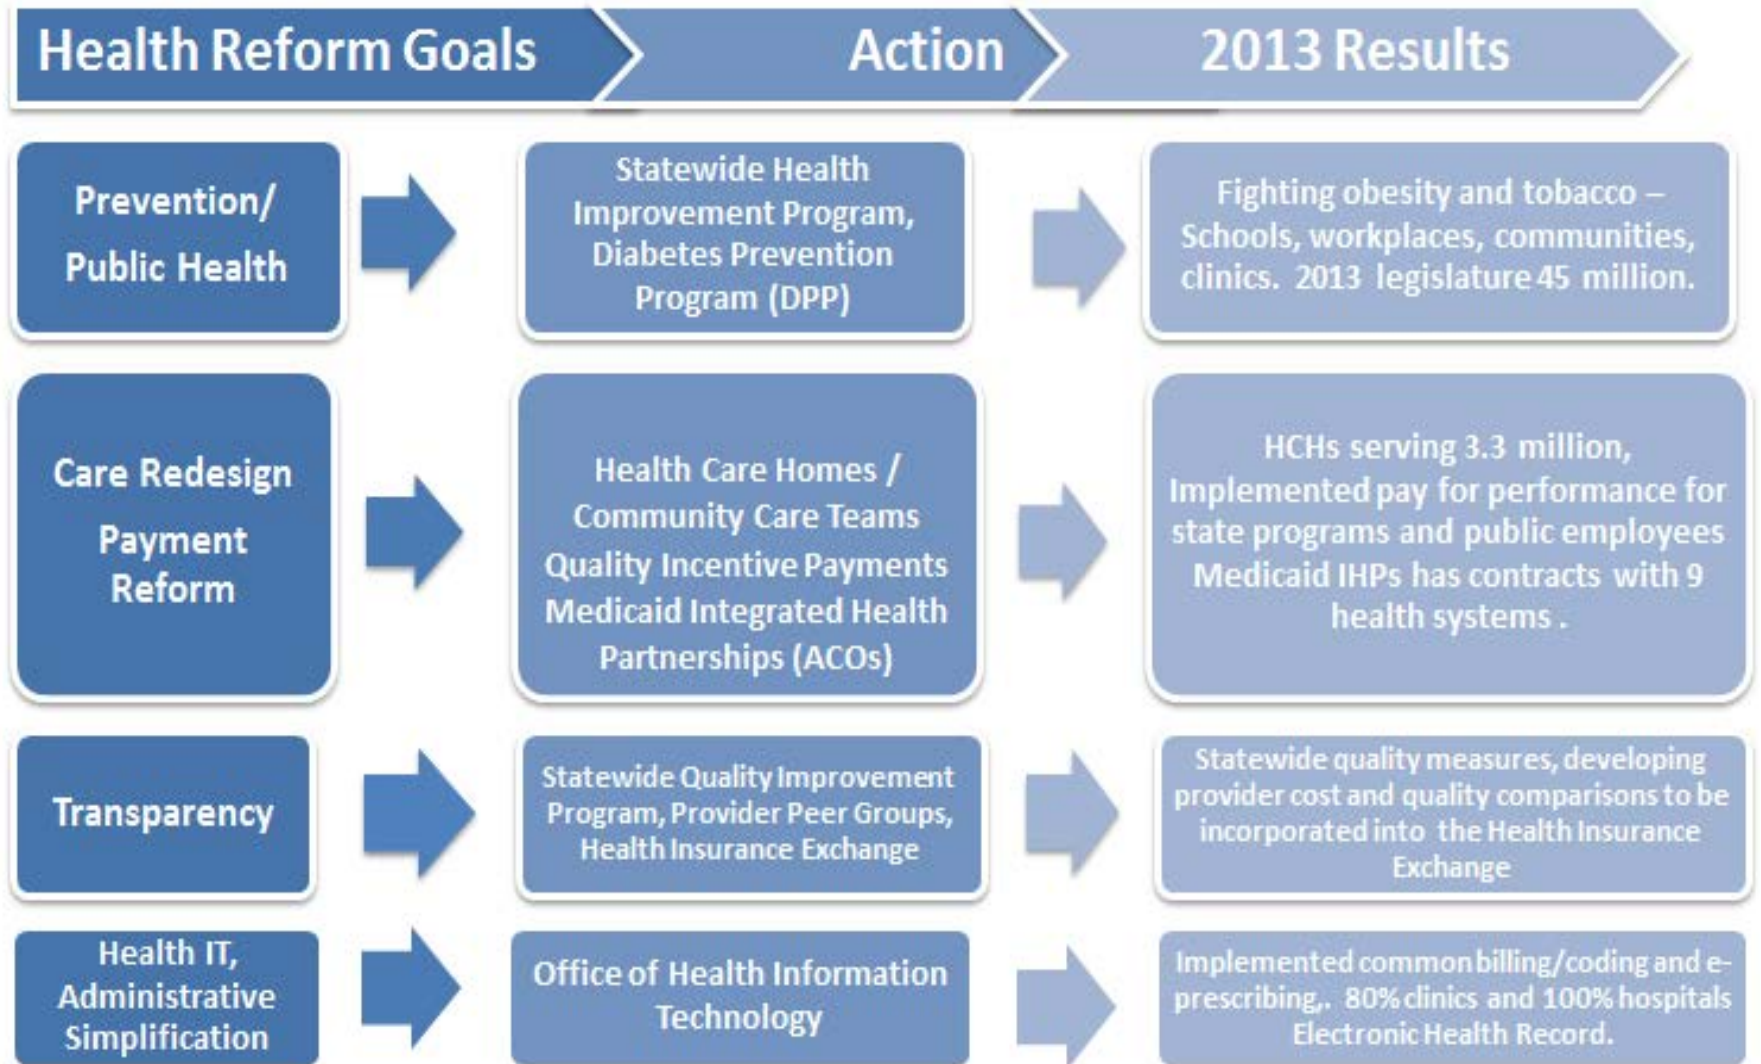 Health Reform Goals
Action
2013 Results
Prevention/
Public Health
Statewide Health
Improvement Program,
Diabetes Prevention
Program (DPP)
Fighting obesity and tobacco –
Schools, workplaces, communities,
clinics. 2013 legislature 45 million.
Care Redesign
Payment
Reform
Health Care Homes /
Community Care Teams
Quality Incentive Payments
Medicaid Integrated Health
Partnerships (ACOs)
HCHs serving 3.3 million,
Implemented pay for performance for
state programs and public employees
Medicaid IHPs has contracts with 9
health systems .
Transparency
Statewide Quality Improvement
Program, Provider Peer Groups,
Health Insurance Exchange
Statewide quality measures, developing
provider cost and quality comparisons to be
incorporated into the Health Insurance
Exchange
Health IT,
Administrative
Simplification
Office of Health Information
Technology
Implemented common billing/coding and e-
prescribing,. 80% clinics and 100% hospitals
Electronic Health Record.